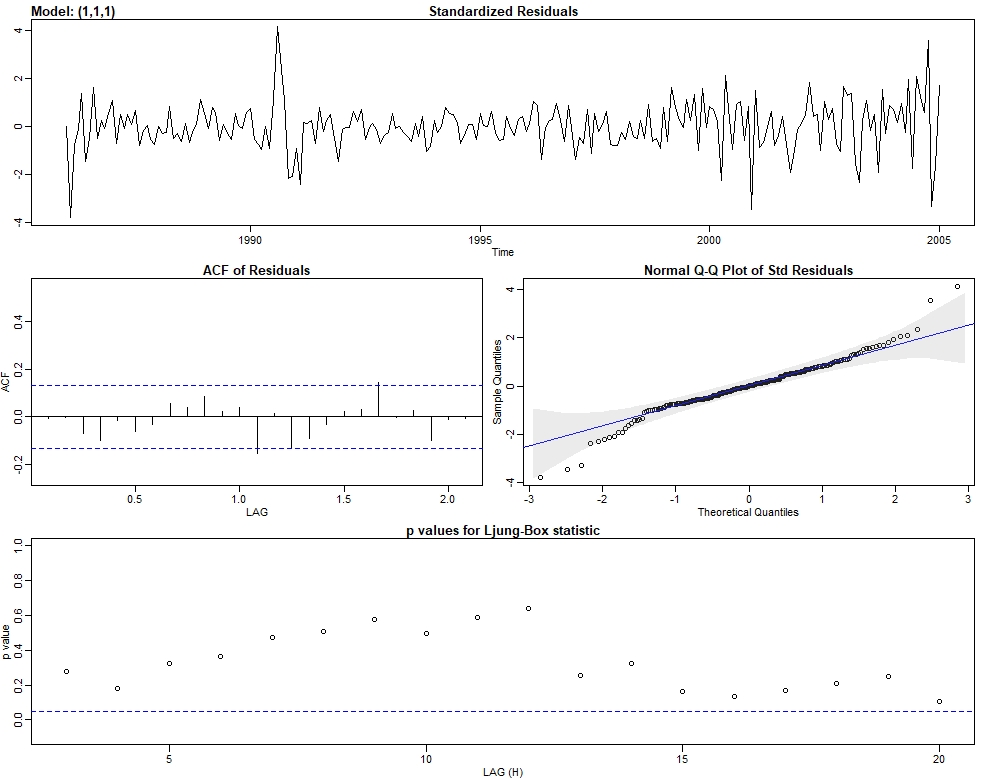 Model: (1,1,1) Standardized Residuals
4
2
0
-2
-4
1990 1995 2000 2005
Time
ACF of Residuals
ACF
0.4
0.2
0.0
-0.2
0.5 1.0 1.5 2.0
LAG
Normal Q-Q Plot of Std Residuals
Sample Quantiles
4
2
0
-2
-4
-3 -2 -1 0 1 2 3
Theoretical Quantiles
p values for Ljung-Box statistic
p value
1.0
0.8
0.6
0.4
0.2
0.0
5 10 15 20
LAG (H)